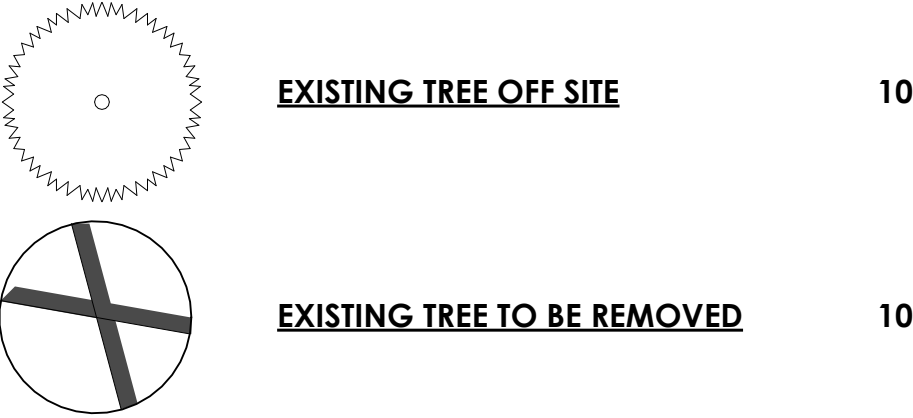 EXISTING TREE OFF SITE 10
EXISTING TREE TO BE REMOVED 10